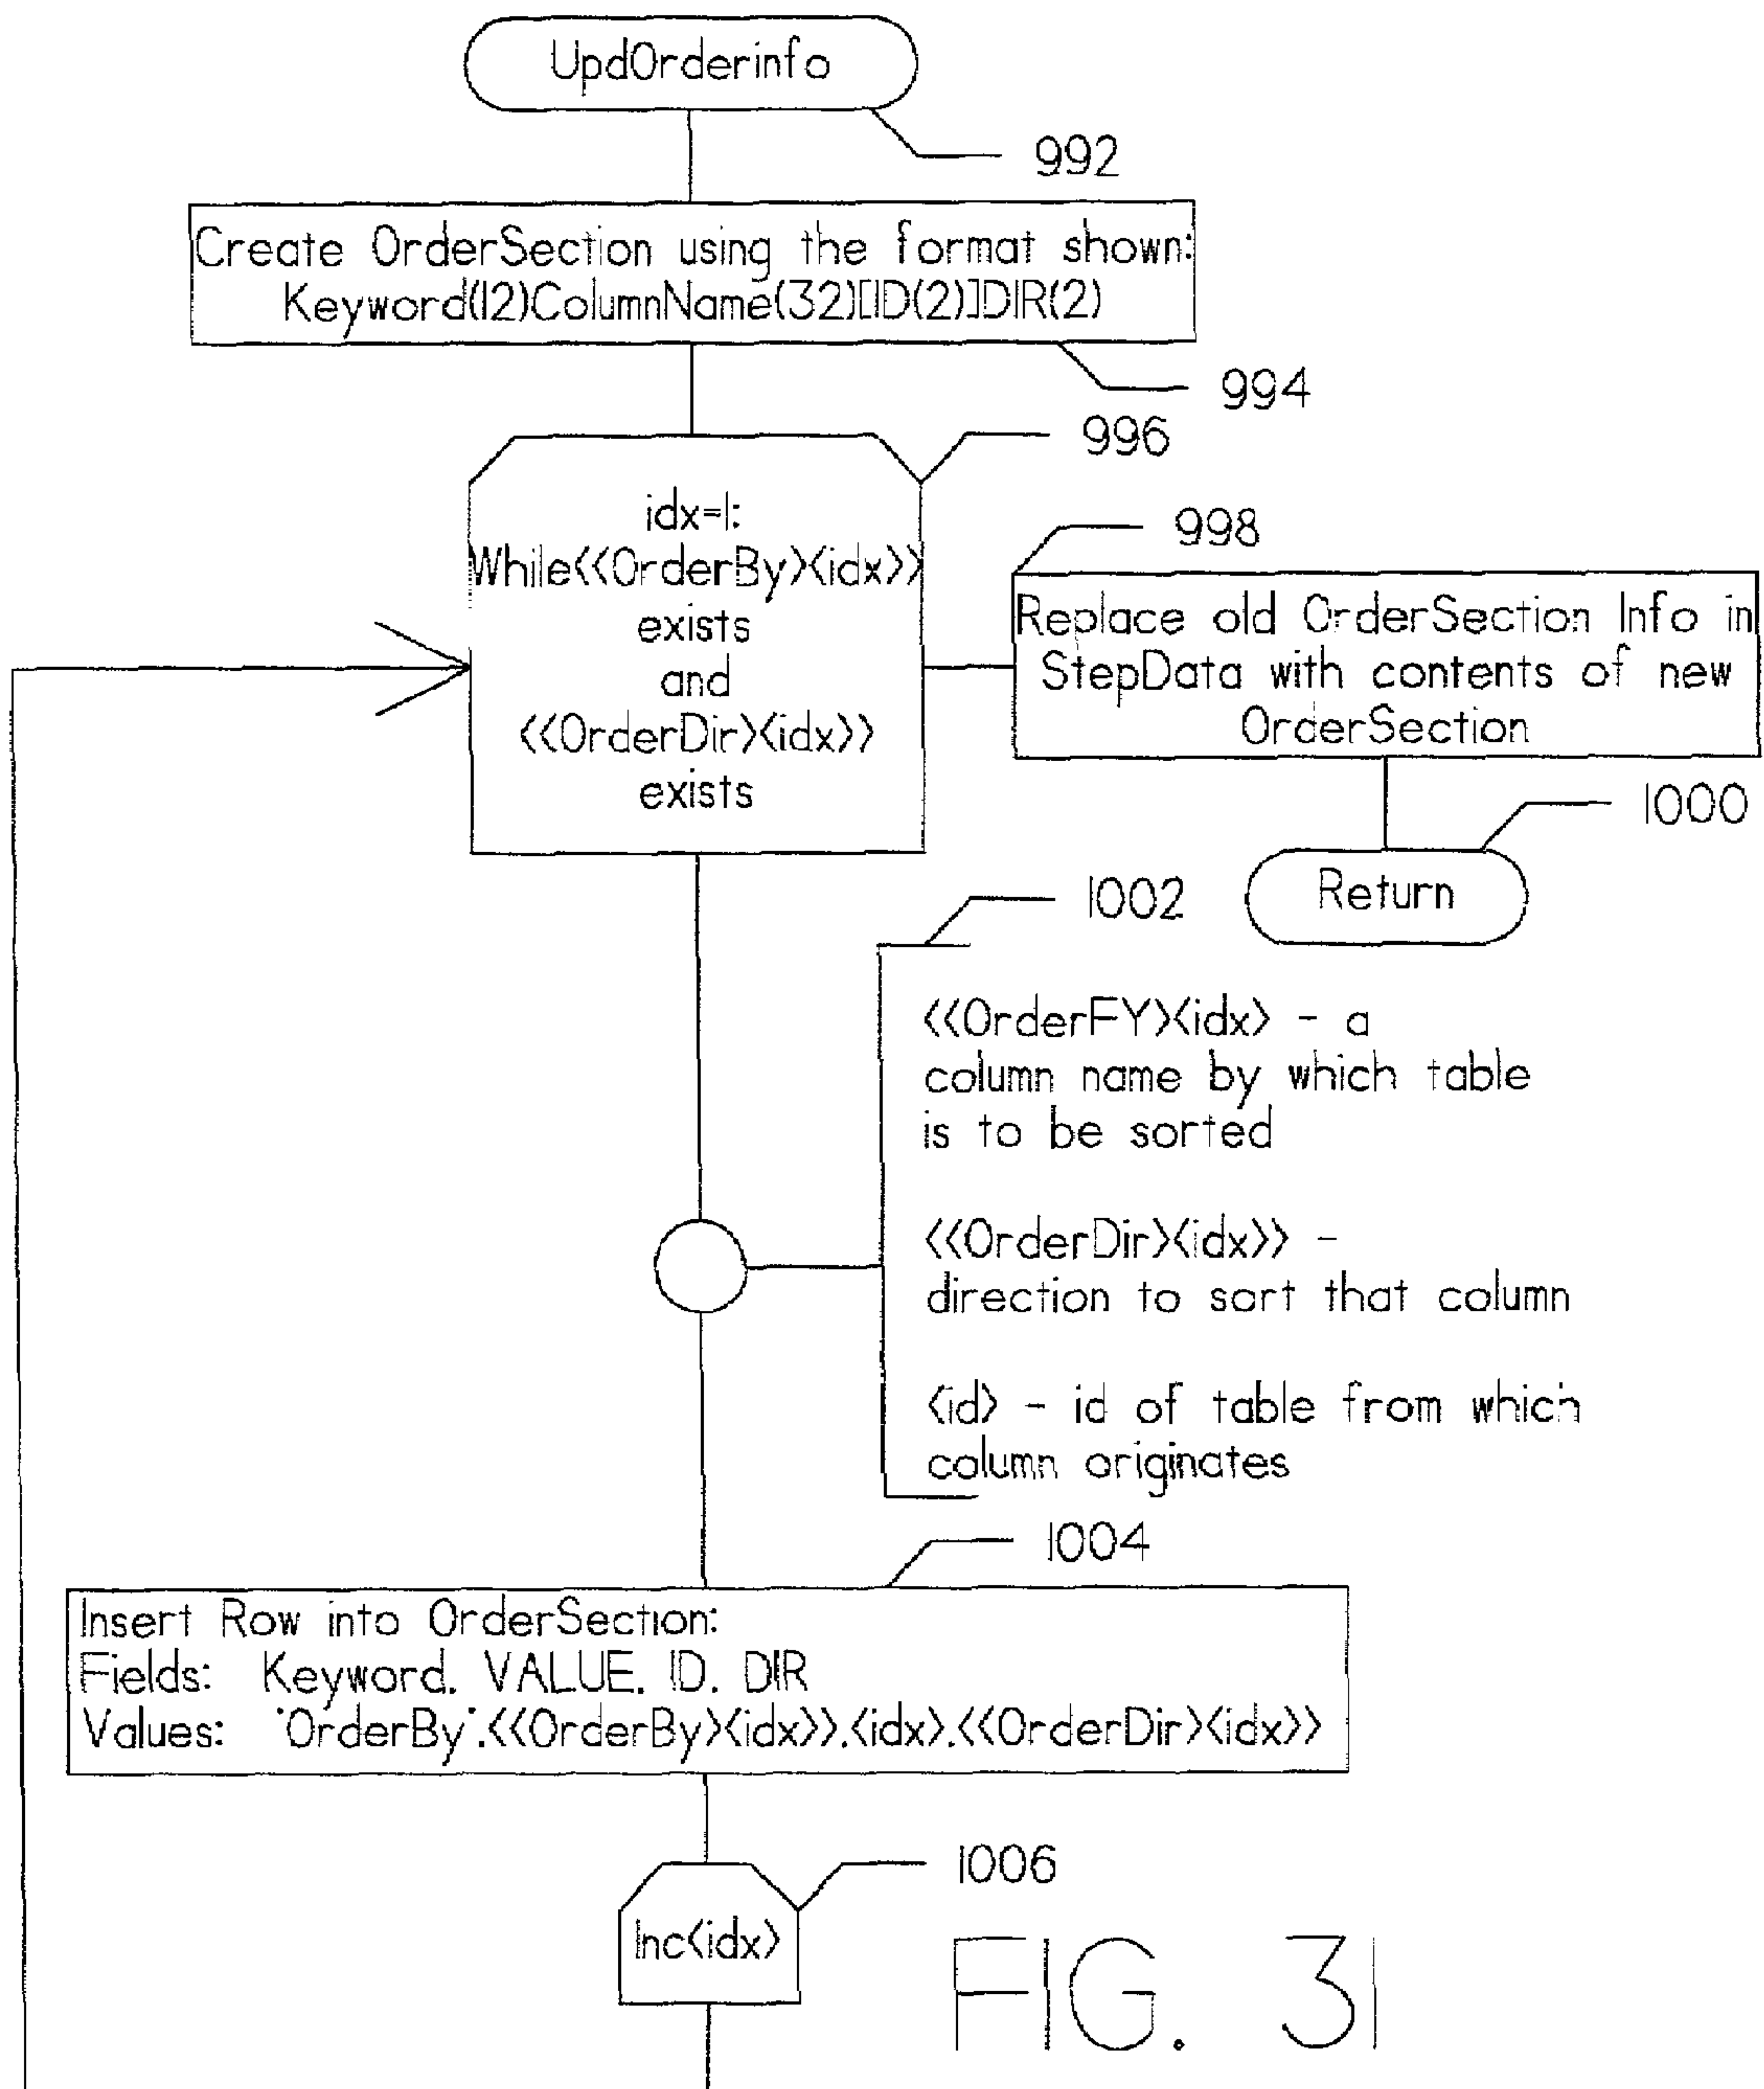 UpdOrderinfo
992
Create OrderSection using the format shown:
Keyword(12)ColumnName(32)[ID(2)]DIR(2)
994
996
idx=1:
While<<OrderBy><idx>>
exists
and
<<OrderDir><idx>>
exists
998
Replace old OrderSection Info in
StepData with contents of new
OrderSection
1000
Return
1002
<<OrderFY><idx> - a
column name by which table
is to be sorted
<<OrderDir><idx>> -
direction to sort that column
<id> - id of table from which
column originates
1004
Insert Row into OrderSection:
Fields: Keyword. VALUE. ID. DIR
Values: 'OrderBy'.<<OrderBy><idx>>.<idx>.<<OrderDir><idx>>
1006
Inc<idx>
FIG. 31